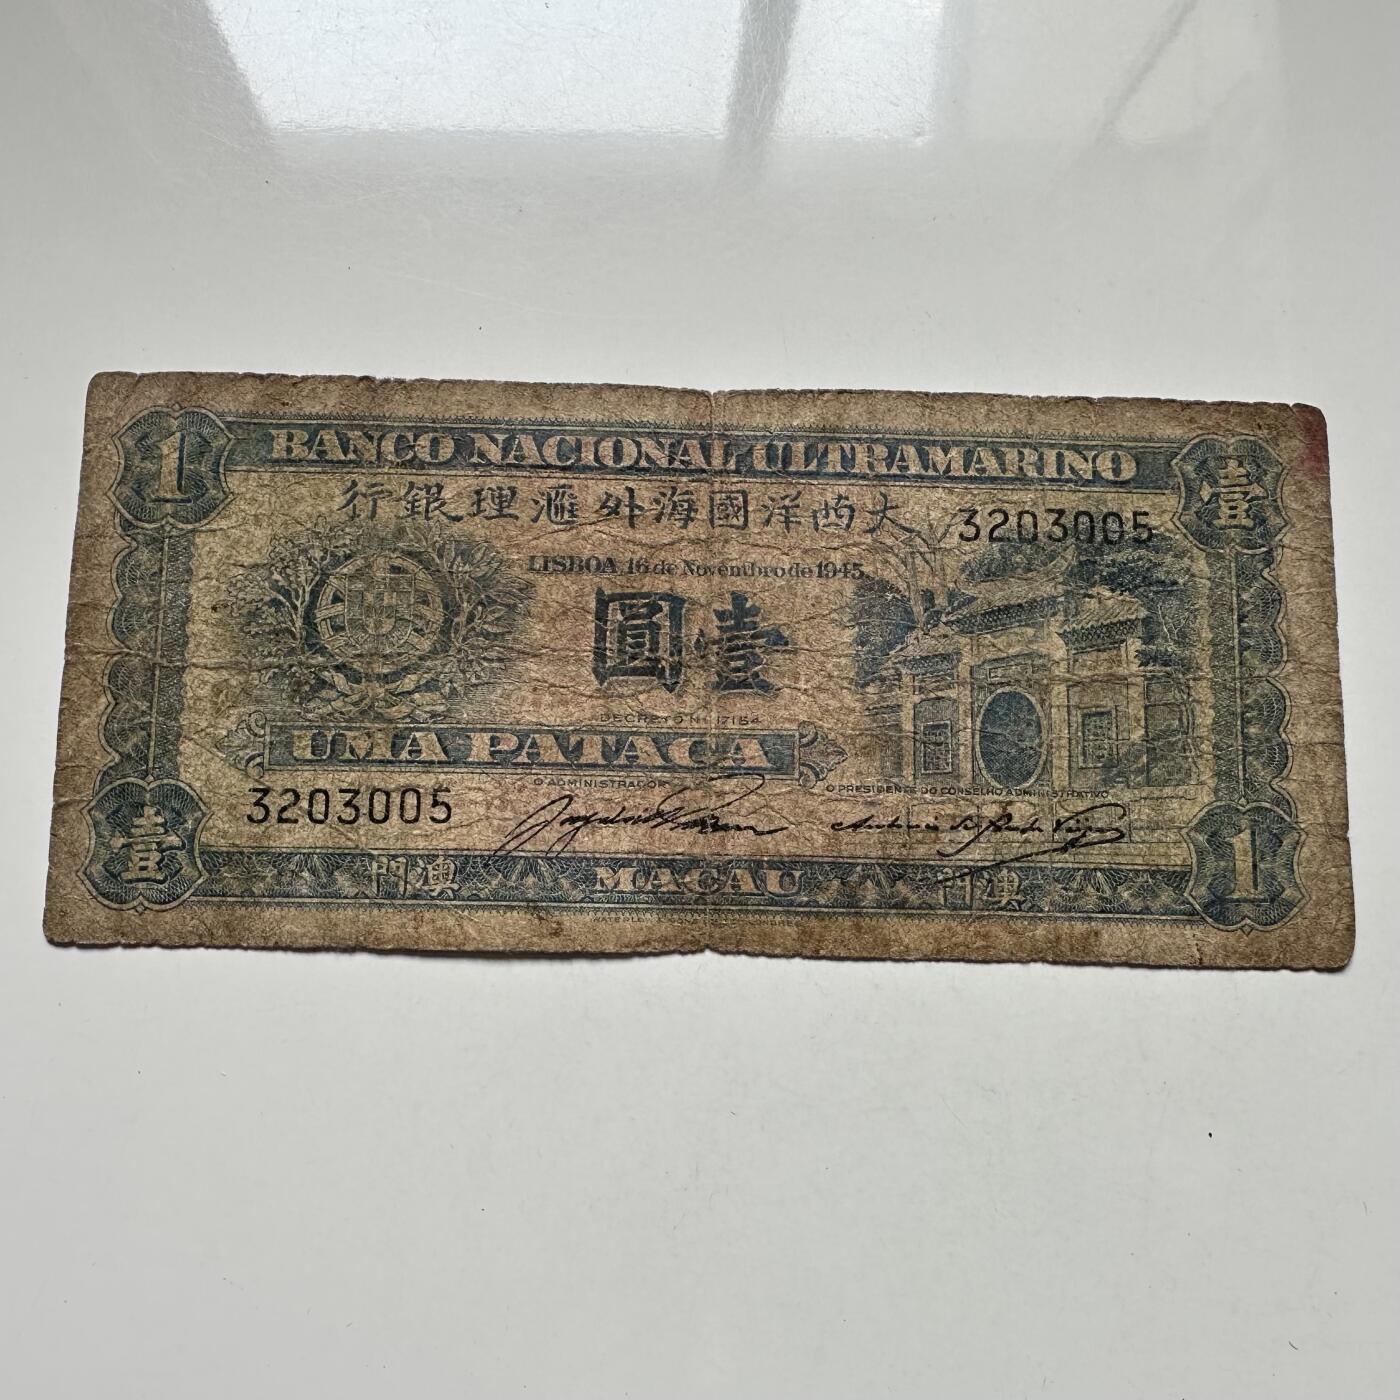 1
BANCO NACIONAL ULTRAMARINO
壹
行銀理滙外海國洋西大
3203005
LISBOA, 16 de Novembro de 1945.
圓壹
DECRETO N.º 17154
UMA PATACA
O ADMINISTRADOR
O PRESIDENTE DO CONSELHO ADMINISTRATIVO
3203005
壹
門澳
MACAU
門澳
1